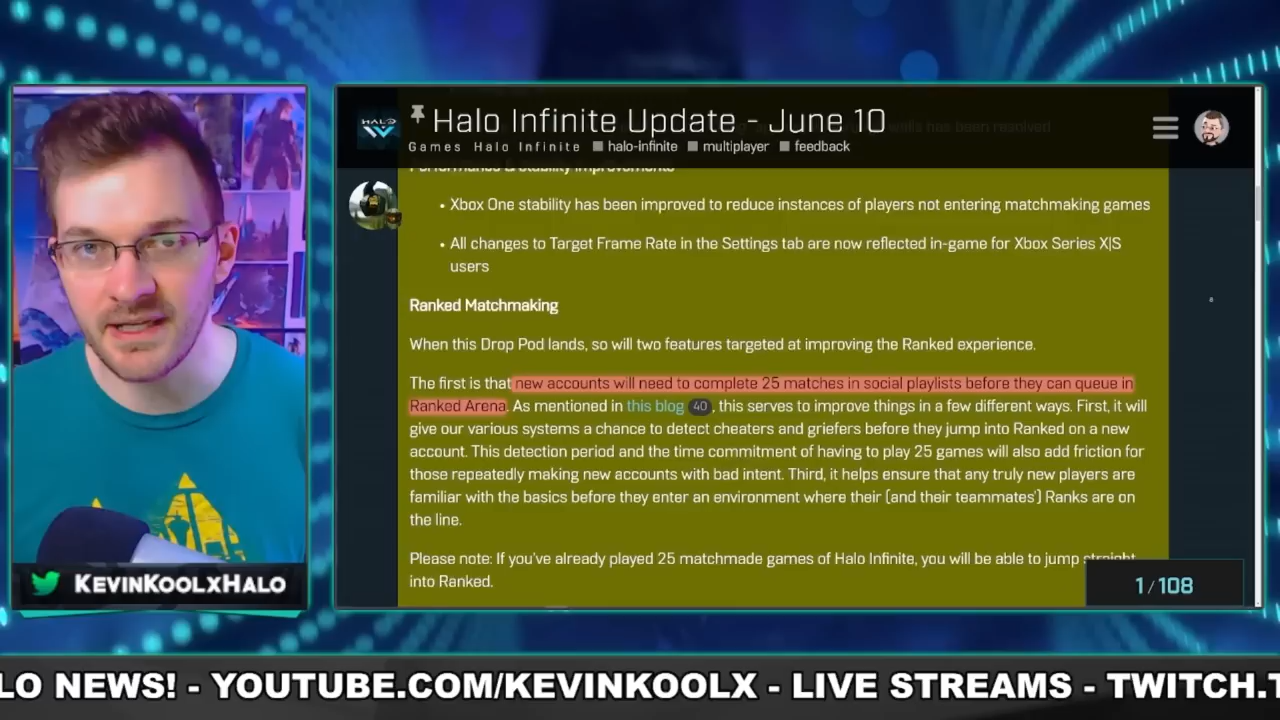 HALO
Halo Infinite Update - June 10
Games Halo Infinite halo-infinite multiplayer feedback
has been resolved
Performance & Stability Improvements
• Xbox One stability has been improved to reduce instances of players not entering matchmaking games
• All changes to Target Frame Rate in the Settings tab are now reflected in-game for Xbox Series X|S
users
Ranked Matchmaking
When this Drop Pod lands, so will two features targeted at improving the Ranked experience.
The first is that new accounts will need to complete 25 matches in social playlists before they can queue in
Ranked Arena. As mentioned in this blog 40, this serves to improve things in a few different ways. First, it will
give our various systems a chance to detect cheaters and griefers before they jump into Ranked on a new
account. This detection period and the time commitment of having to play 25 games will also add friction for
those repeatedly making new accounts with bad intent. Third, it helps ensure that any truly new players are
familiar with the basics before they enter an environment where their (and their teammates') Ranks are on
the line.
Please note: If you've already played 25 matchmade games of Halo Infinite, you will be able to jump straight
into Ranked.
1/108
KEVINKOOLXHALO
LO NEWS! - YOUTUBE.COM/KEVINKOOLX - LIVE STREAMS - TWITCH.T